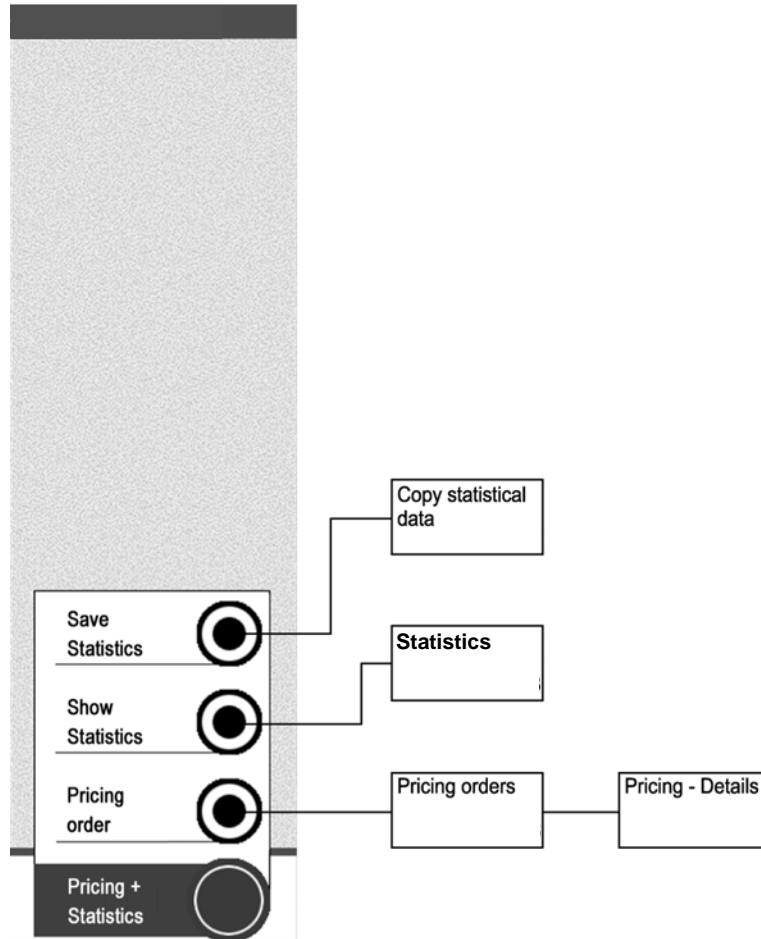 Copy statistical
data
Save
Statistics
Statistics
Show
Statistics
Pricing
order
Pricing orders
Pricing - Details
Pricing +
Statistics